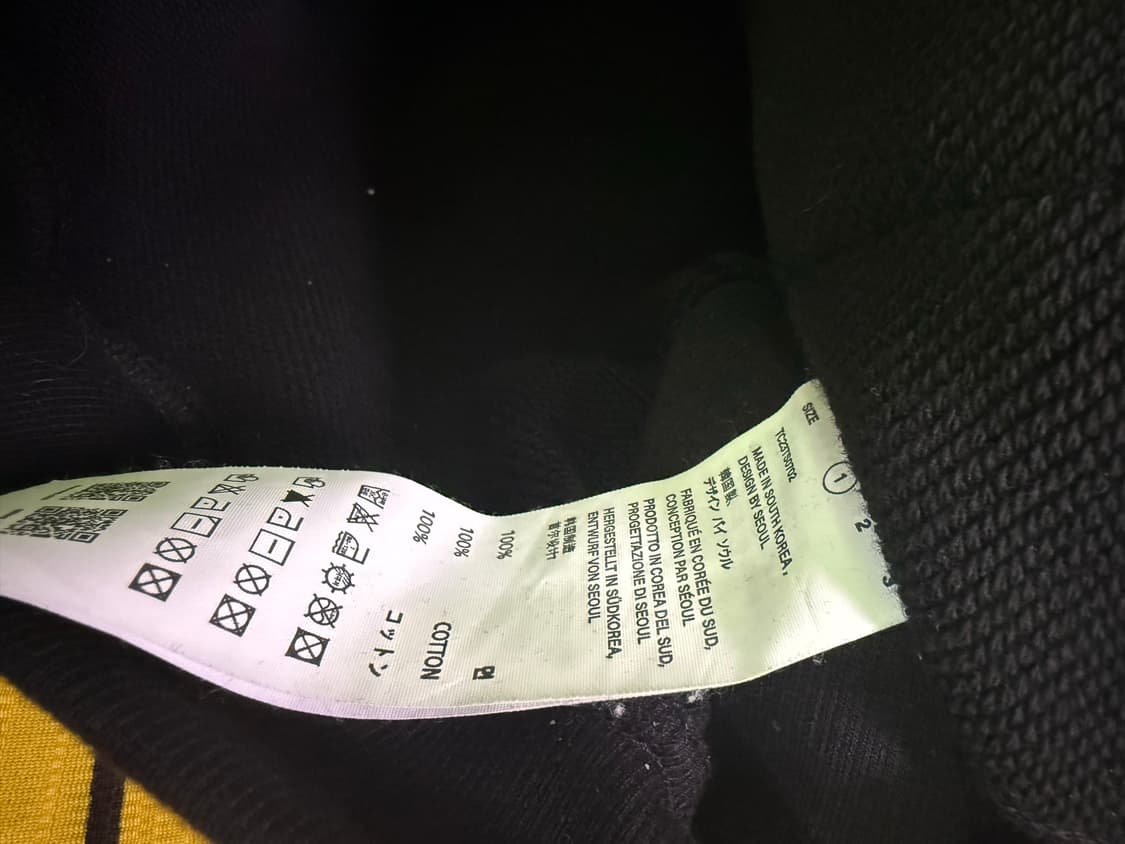 SIZE ① 2 3
TC23TS0T02
MADE IN SOUTH KOREA,
DESIGN BY SEOUL
韓国製,
デザイン バイ ソウル
FABRIQUÉ EN CORÉE DU SUD,
CONCEPTION PAR SÉOUL
PRODOTTO IN COREA DEL SUD,
PROGETTAZIONE DI SEOUL
HERGESTELLT IN SÜDKOREA,
ENTWURF VON SEOUL
韩国制造
首尔设计
면 100%
COTTON 100%
コットン 100%